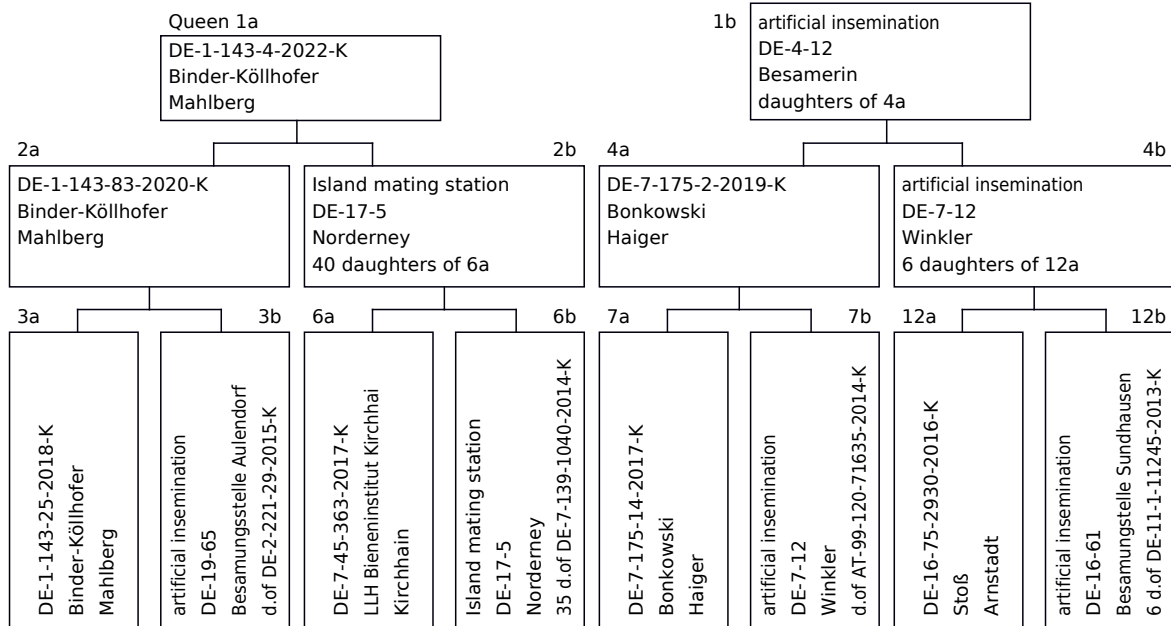 Queen 1a
DE-1-143-4-2022-K
Binder-Köllhofer
Mahlberg
1b
artificial insemination
DE-4-12
Besamerin
daughters of 4a
2a
DE-1-143-83-2020-K
Binder-Köllhofer
Mahlberg
2b
Island mating station
DE-17-5
Norderney
40 daughters of 6a
4a
DE-7-175-2-2019-K
Bonkowski
Haiger
4b
artificial insemination
DE-7-12
Winkler
6 daughters of 12a
3a
DE-1-143-25-2018-K
Binder-Köllhofer
Mahlberg
3b
artificial insemination
DE-19-65
Besamungsstelle Aulendorf
d.of DE-2-221-29-2015-K
6a
DE-7-45-363-2017-K
LLH Bieneninstitut Kirchhai
Kirchhain
6b
Island mating station
DE-17-5
Norderney
35 d.of DE-7-139-1040-2014-K
7a
DE-7-175-14-2017-K
Bonkowski
Haiger
7b
artificial insemination
DE-7-12
Winkler
d.of AT-99-120-71635-2014-K
12a
DE-16-75-2930-2016-K
Stoß
Arnstadt
12b
artificial insemination
DE-16-61
Besamungstelle Sundhausen
6 d.of DE-11-1-11245-2013-K